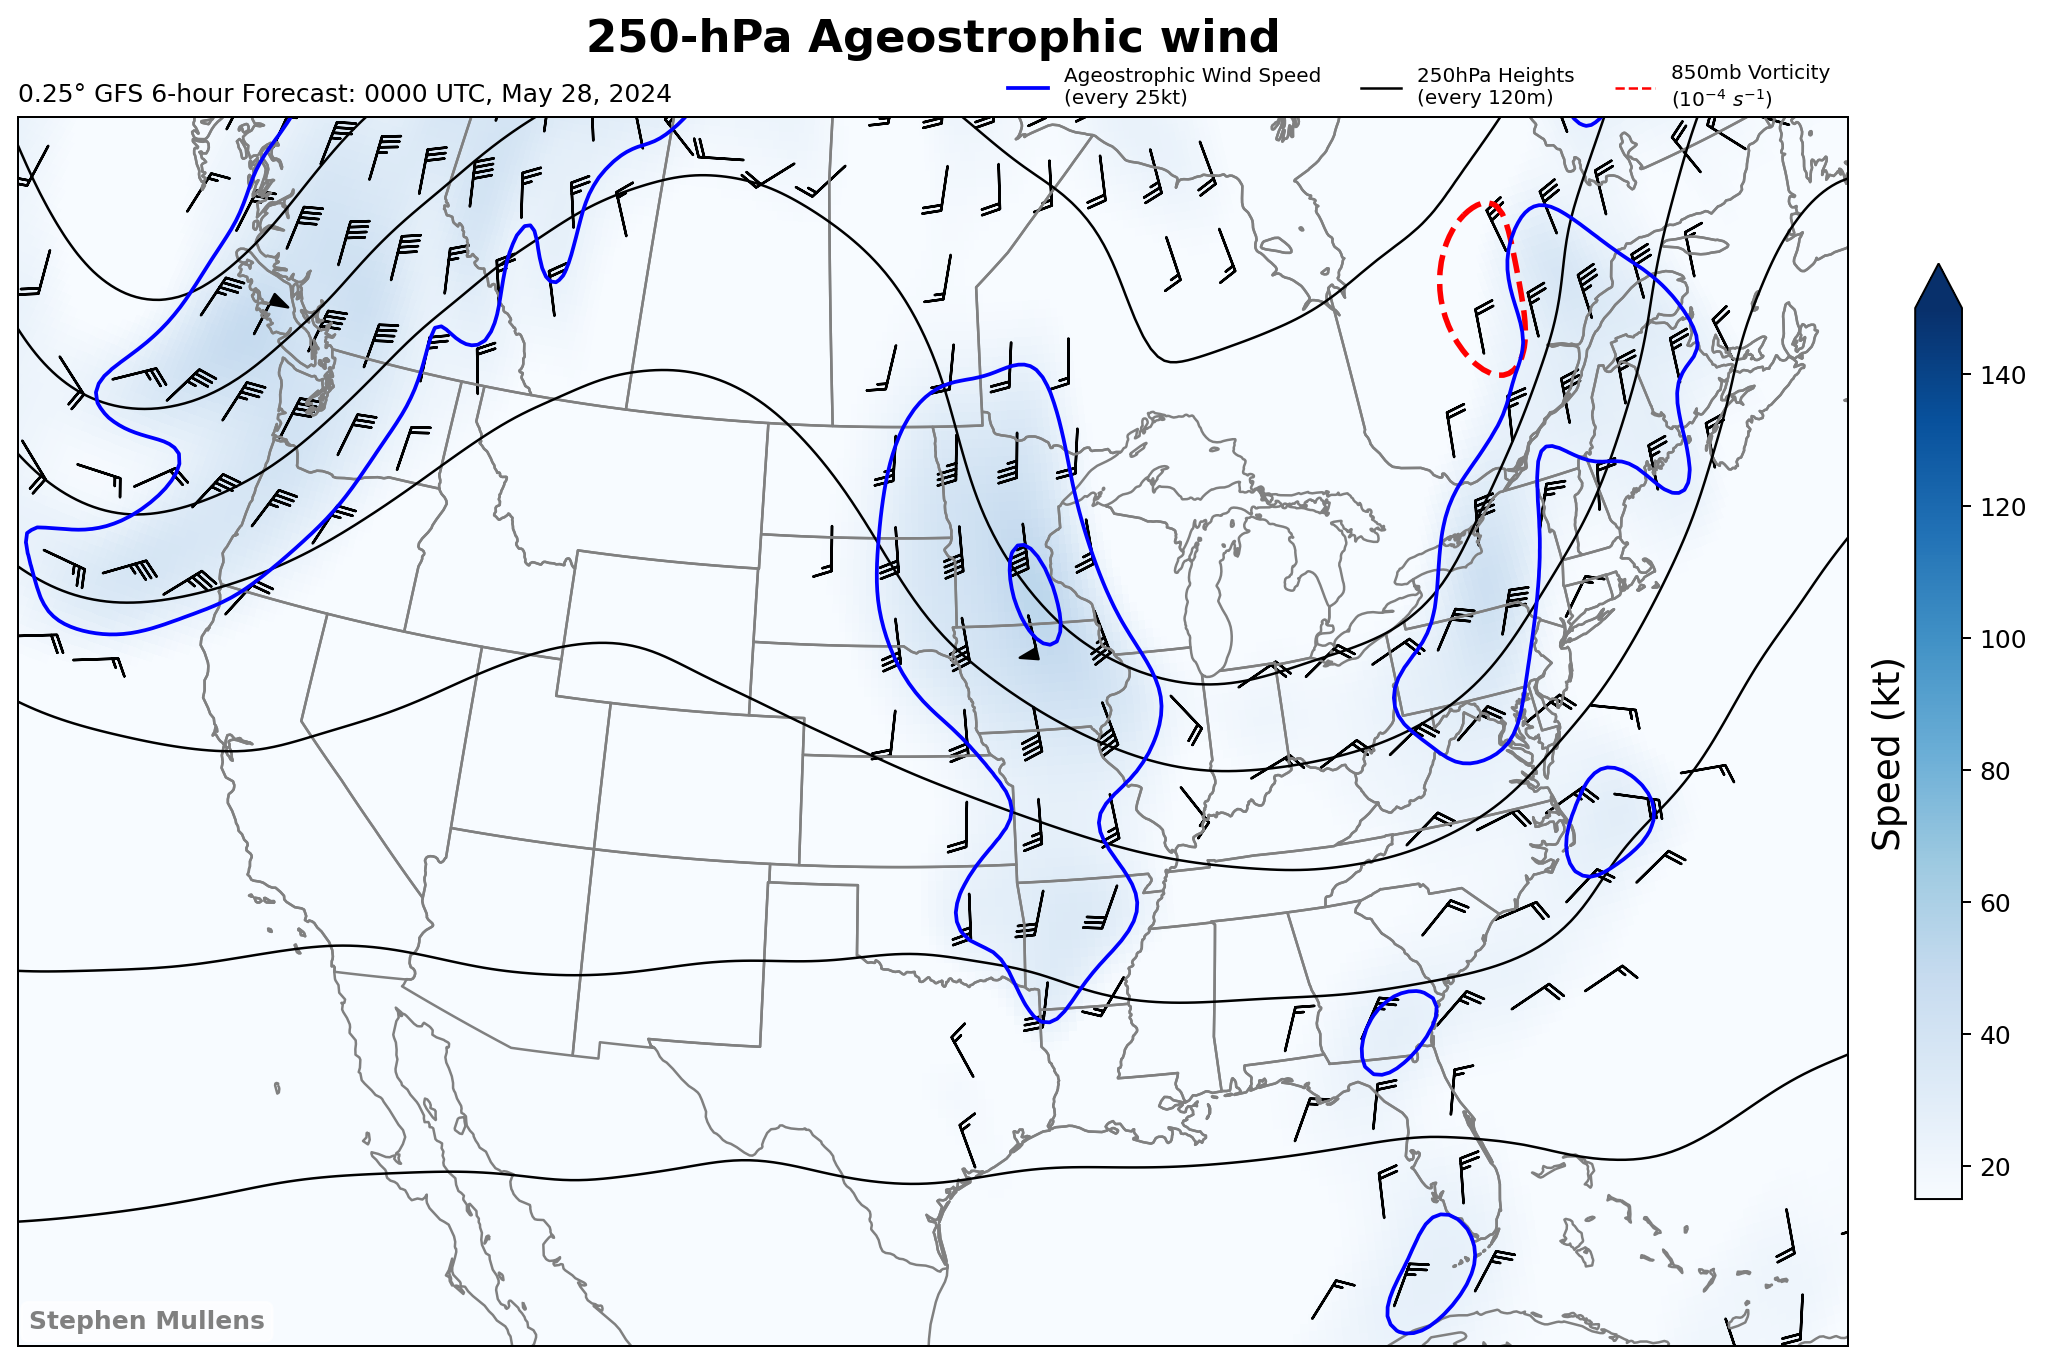 250-hPa Ageostrophic wind
0.25° GFS 6-hour Forecast: 0000 UTC, May 28, 2024
Ageostrophic Wind Speed
(every 25kt)
250hPa Heights
(every 120m)
850mb Vorticity
(10⁻⁴ s⁻¹)
140
120
100
80
60
40
20
Speed (kt)
Stephen Mullens